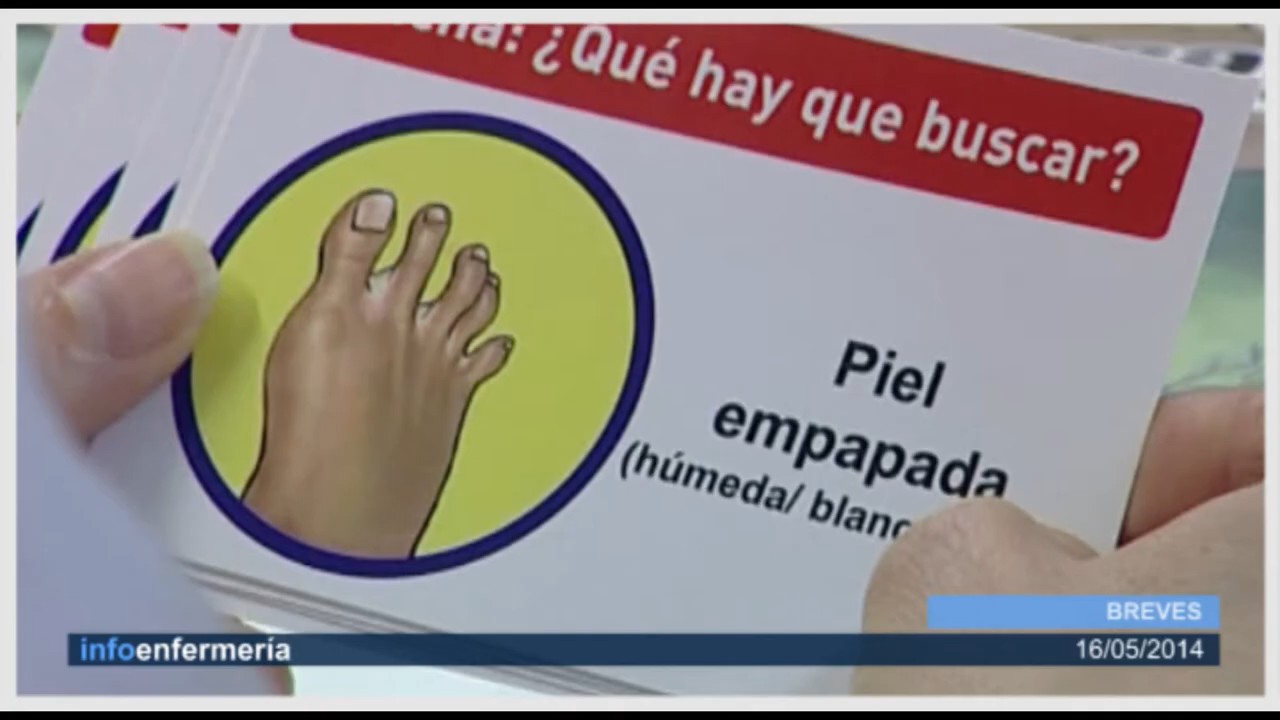 ¿Qué hay que buscar?
Piel
empapada
(húmeda/
BREVES
infoenfermería
16/05/2014